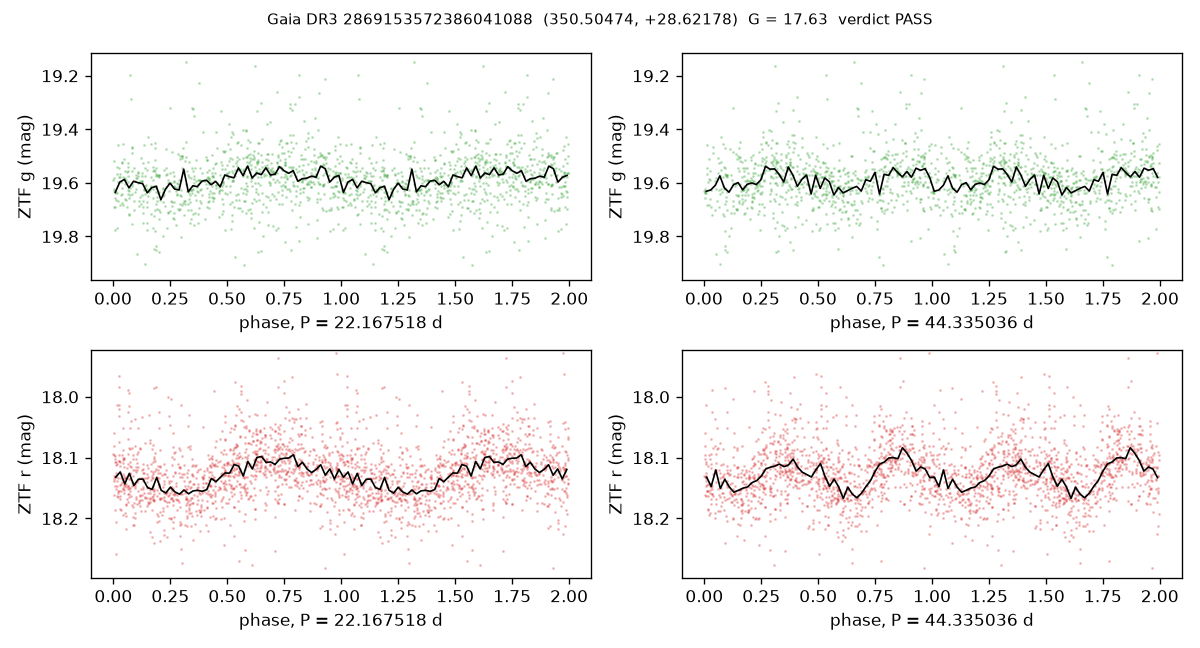 Gaia DR3 2869153572386041088 (350.50474, +28.62178) G = 17.63 verdict PASS
ZTF g (mag)
19.2
19.4
19.6
19.8
0.00 0.25 0.50 0.75 1.00 1.25 1.50 1.75 2.00
phase, P = 22.167518 d
ZTF g (mag)
19.2
19.4
19.6
19.8
0.00 0.25 0.50 0.75 1.00 1.25 1.50 1.75 2.00
phase, P = 44.335036 d
ZTF r (mag)
18.0
18.1
18.2
0.00 0.25 0.50 0.75 1.00 1.25 1.50 1.75 2.00
phase, P = 22.167518 d
ZTF r (mag)
18.0
18.1
18.2
0.00 0.25 0.50 0.75 1.00 1.25 1.50 1.75 2.00
phase, P = 44.335036 d